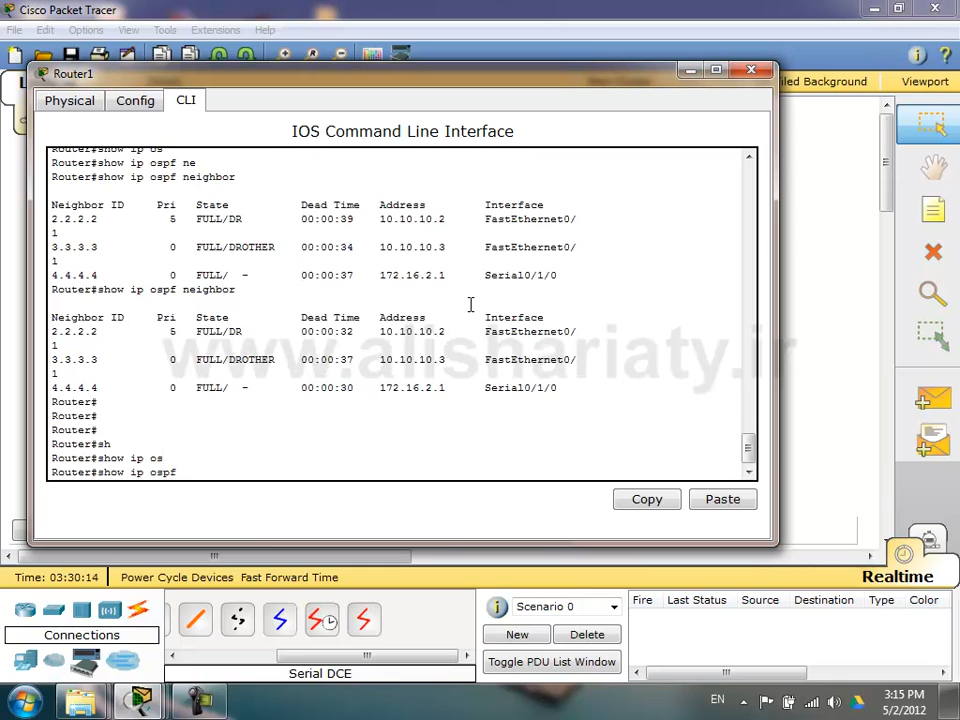 Cisco Packet Tracer
File Edit Options View Tools Extensions Help
Router1
Background
Viewport
Physical Config CLI
IOS Command Line Interface
Router#show ip os
Router#show ip ospf ne
Router#show ip ospf neighbor
Neighbor ID Pri State Dead Time Address Interface
2.2.2.2 5 FULL/DR 00:00:39 10.10.10.2 FastEthernet0/
1
3.3.3.3 0 FULL/DROTHER 00:00:34 10.10.10.3 FastEthernet0/
1
4.4.4.4 0 FULL/ - 00:00:37 172.16.2.1 Serial0/1/0
Router#show ip ospf neighbor
Neighbor ID Pri State Dead Time Address Interface
2.2.2.2 5 FULL/DR 00:00:32 10.10.10.2 FastEthernet0/
1
3.3.3.3 0 FULL/DROTHER 00:00:37 10.10.10.3 FastEthernet0/
1
4.4.4.4 0 FULL/ - 00:00:30 172.16.2.1 Serial0/1/0
Router#
Router#
Router#
Router#sh
Router#show ip os
Router#show ip ospf
www.alishariaty.ir
Copy Paste
Time: 03:30:14 Power Cycle Devices Fast Forward Time
Realtime
Connections
Serial DCE
Scenario 0
New Delete
Toggle PDU List Window
Fire Last Status Source Destination Type Color
EN
3:15 PM
5/2/2012